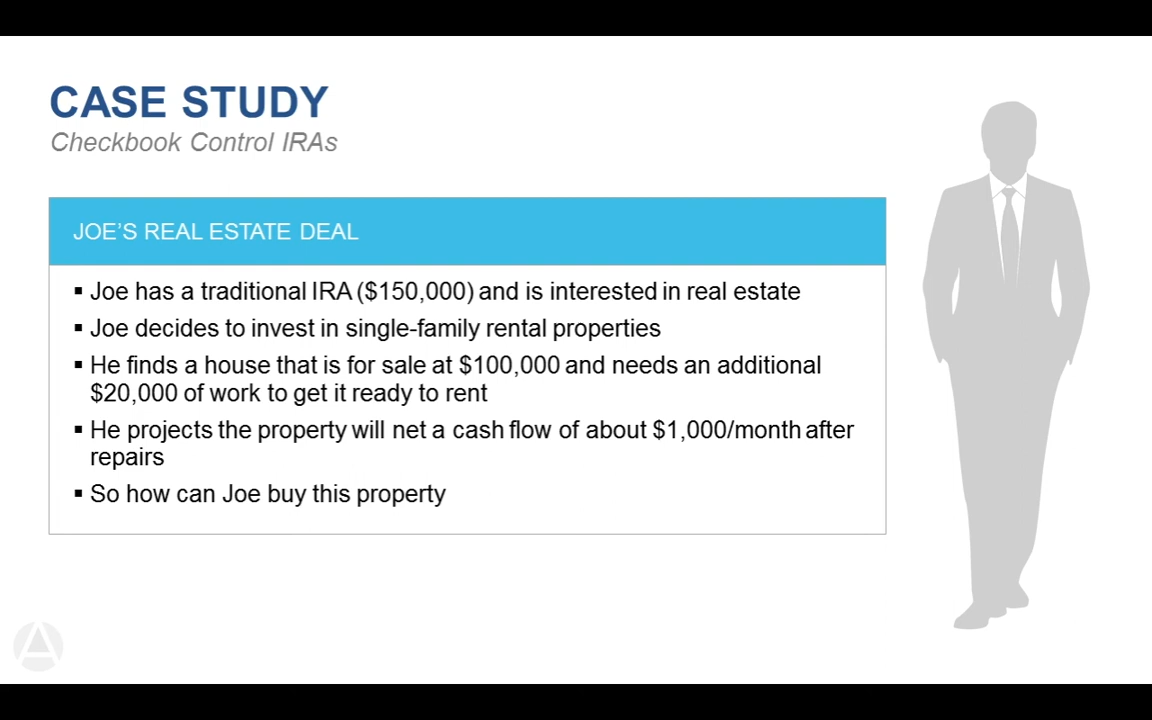 CASE STUDY
Checkbook Control IRAs
JOE'S REAL ESTATE DEAL
▪ Joe has a traditional IRA ($150,000) and is interested in real estate
▪ Joe decides to invest in single-family rental properties
▪ He finds a house that is for sale at $100,000 and needs an additional
$20,000 of work to get it ready to rent
▪ He projects the property will net a cash flow of about $1,000/month after
repairs
▪ So how can Joe buy this property